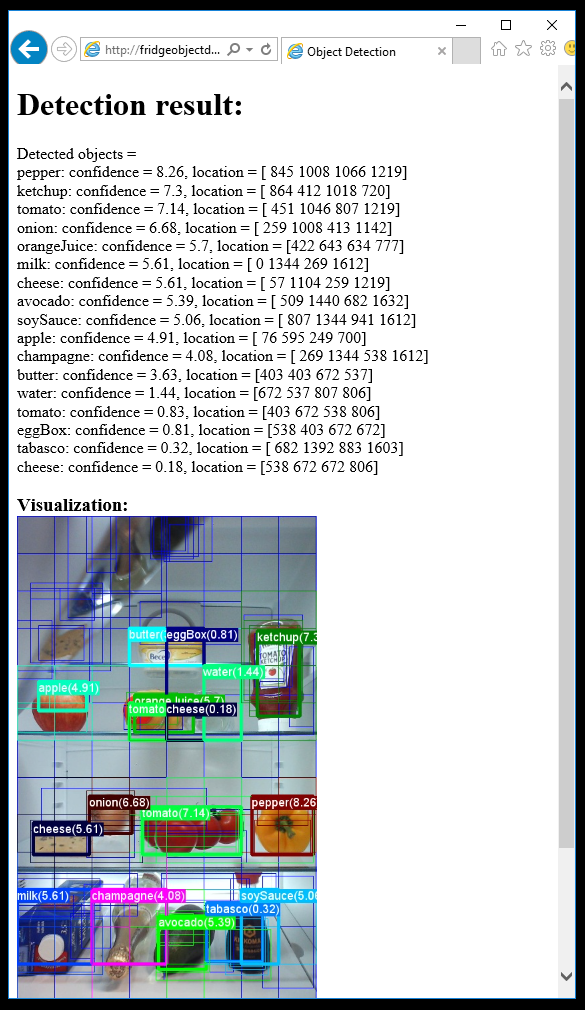 http://fridgeobjectd...
Object Detection
Detection result:
Detected objects =
pepper: confidence = 8.26, location = [ 845 1008 1066 1219]
ketchup: confidence = 7.3, location = [ 864 412 1018 720]
tomato: confidence = 7.14, location = [ 451 1046 807 1219]
onion: confidence = 6.68, location = [ 259 1008 413 1142]
orangeJuice: confidence = 5.7, location = [422 643 634 777]
milk: confidence = 5.61, location = [ 0 1344 269 1612]
cheese: confidence = 5.61, location = [ 57 1104 259 1219]
avocado: confidence = 5.39, location = [ 509 1440 682 1632]
soySauce: confidence = 5.06, location = [ 807 1344 941 1612]
apple: confidence = 4.91, location = [ 76 595 249 700]
champagne: confidence = 4.08, location = [ 269 1344 538 1612]
butter: confidence = 3.63, location = [403 403 672 537]
water: confidence = 1.44, location = [672 537 807 806]
tomato: confidence = 0.83, location = [403 672 538 806]
eggBox: confidence = 0.81, location = [538 403 672 672]
tabasco: confidence = 0.32, location = [ 682 1392 883 1603]
cheese: confidence = 0.18, location = [538 672 672 806]
Visualization:
butter(
eggBox(0.81)
ketchup(7.3
TOMATO
KETCHUP
Bece
water(1.44)
apple(4.91)
orangeJuice(5.7)
tomato
cheese(0.18)
onion(6.68)
pepper(8.26
tomato(7.14)
cheese(5.61)
milk(5.61)
champagne(4.08)
soySauce(5.06
tabasco(0.32)
avocado(5.39)